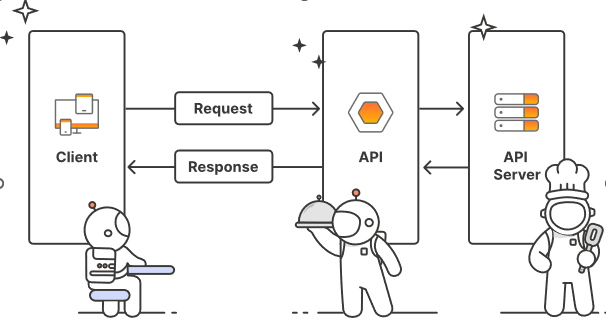 Request
Client
API
API
Server
Response